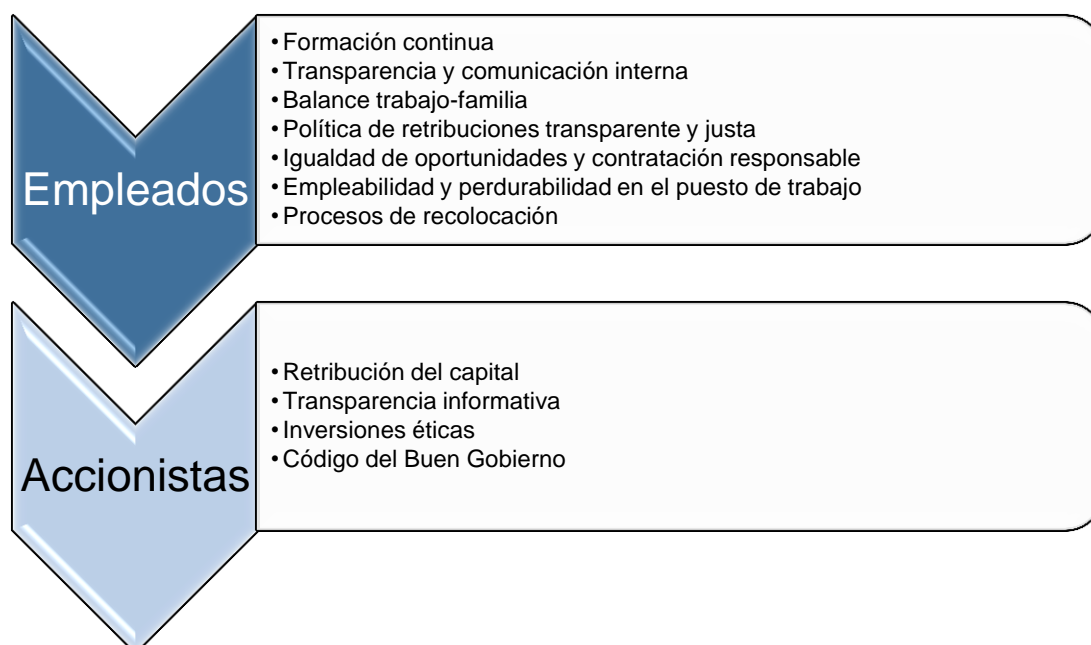 Empleados
• Formación continua
• Transparencia y comunicación interna
• Balance trabajo-familia
• Política de retribuciones transparente y justa
• Igualdad de oportunidades y contratación responsable
• Empleabilidad y perdurabilidad en el puesto de trabajo
• Procesos de recolocación
Accionistas
• Retribución del capital
• Transparencia informativa
• Inversiones éticas
• Código del Buen Gobierno